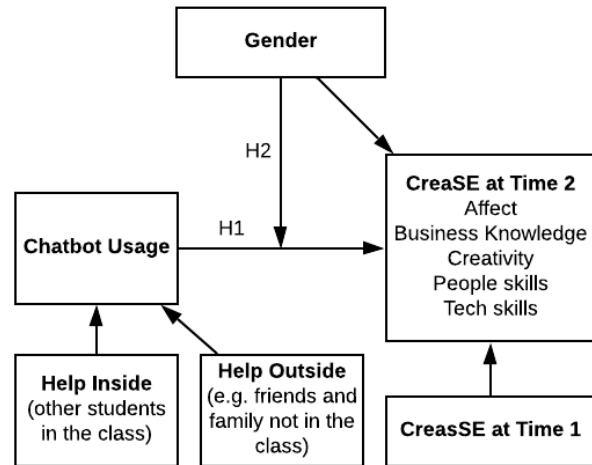 Gender
H2
H1
Chatbot Usage
CreaSE at Time 2
Affect
Business Knowledge
Creativity
People skills
Tech skills
Help Inside
(other students
in the class)
Help Outside
(e.g. friends and
family not in the
class)
CreasSE at Time 1